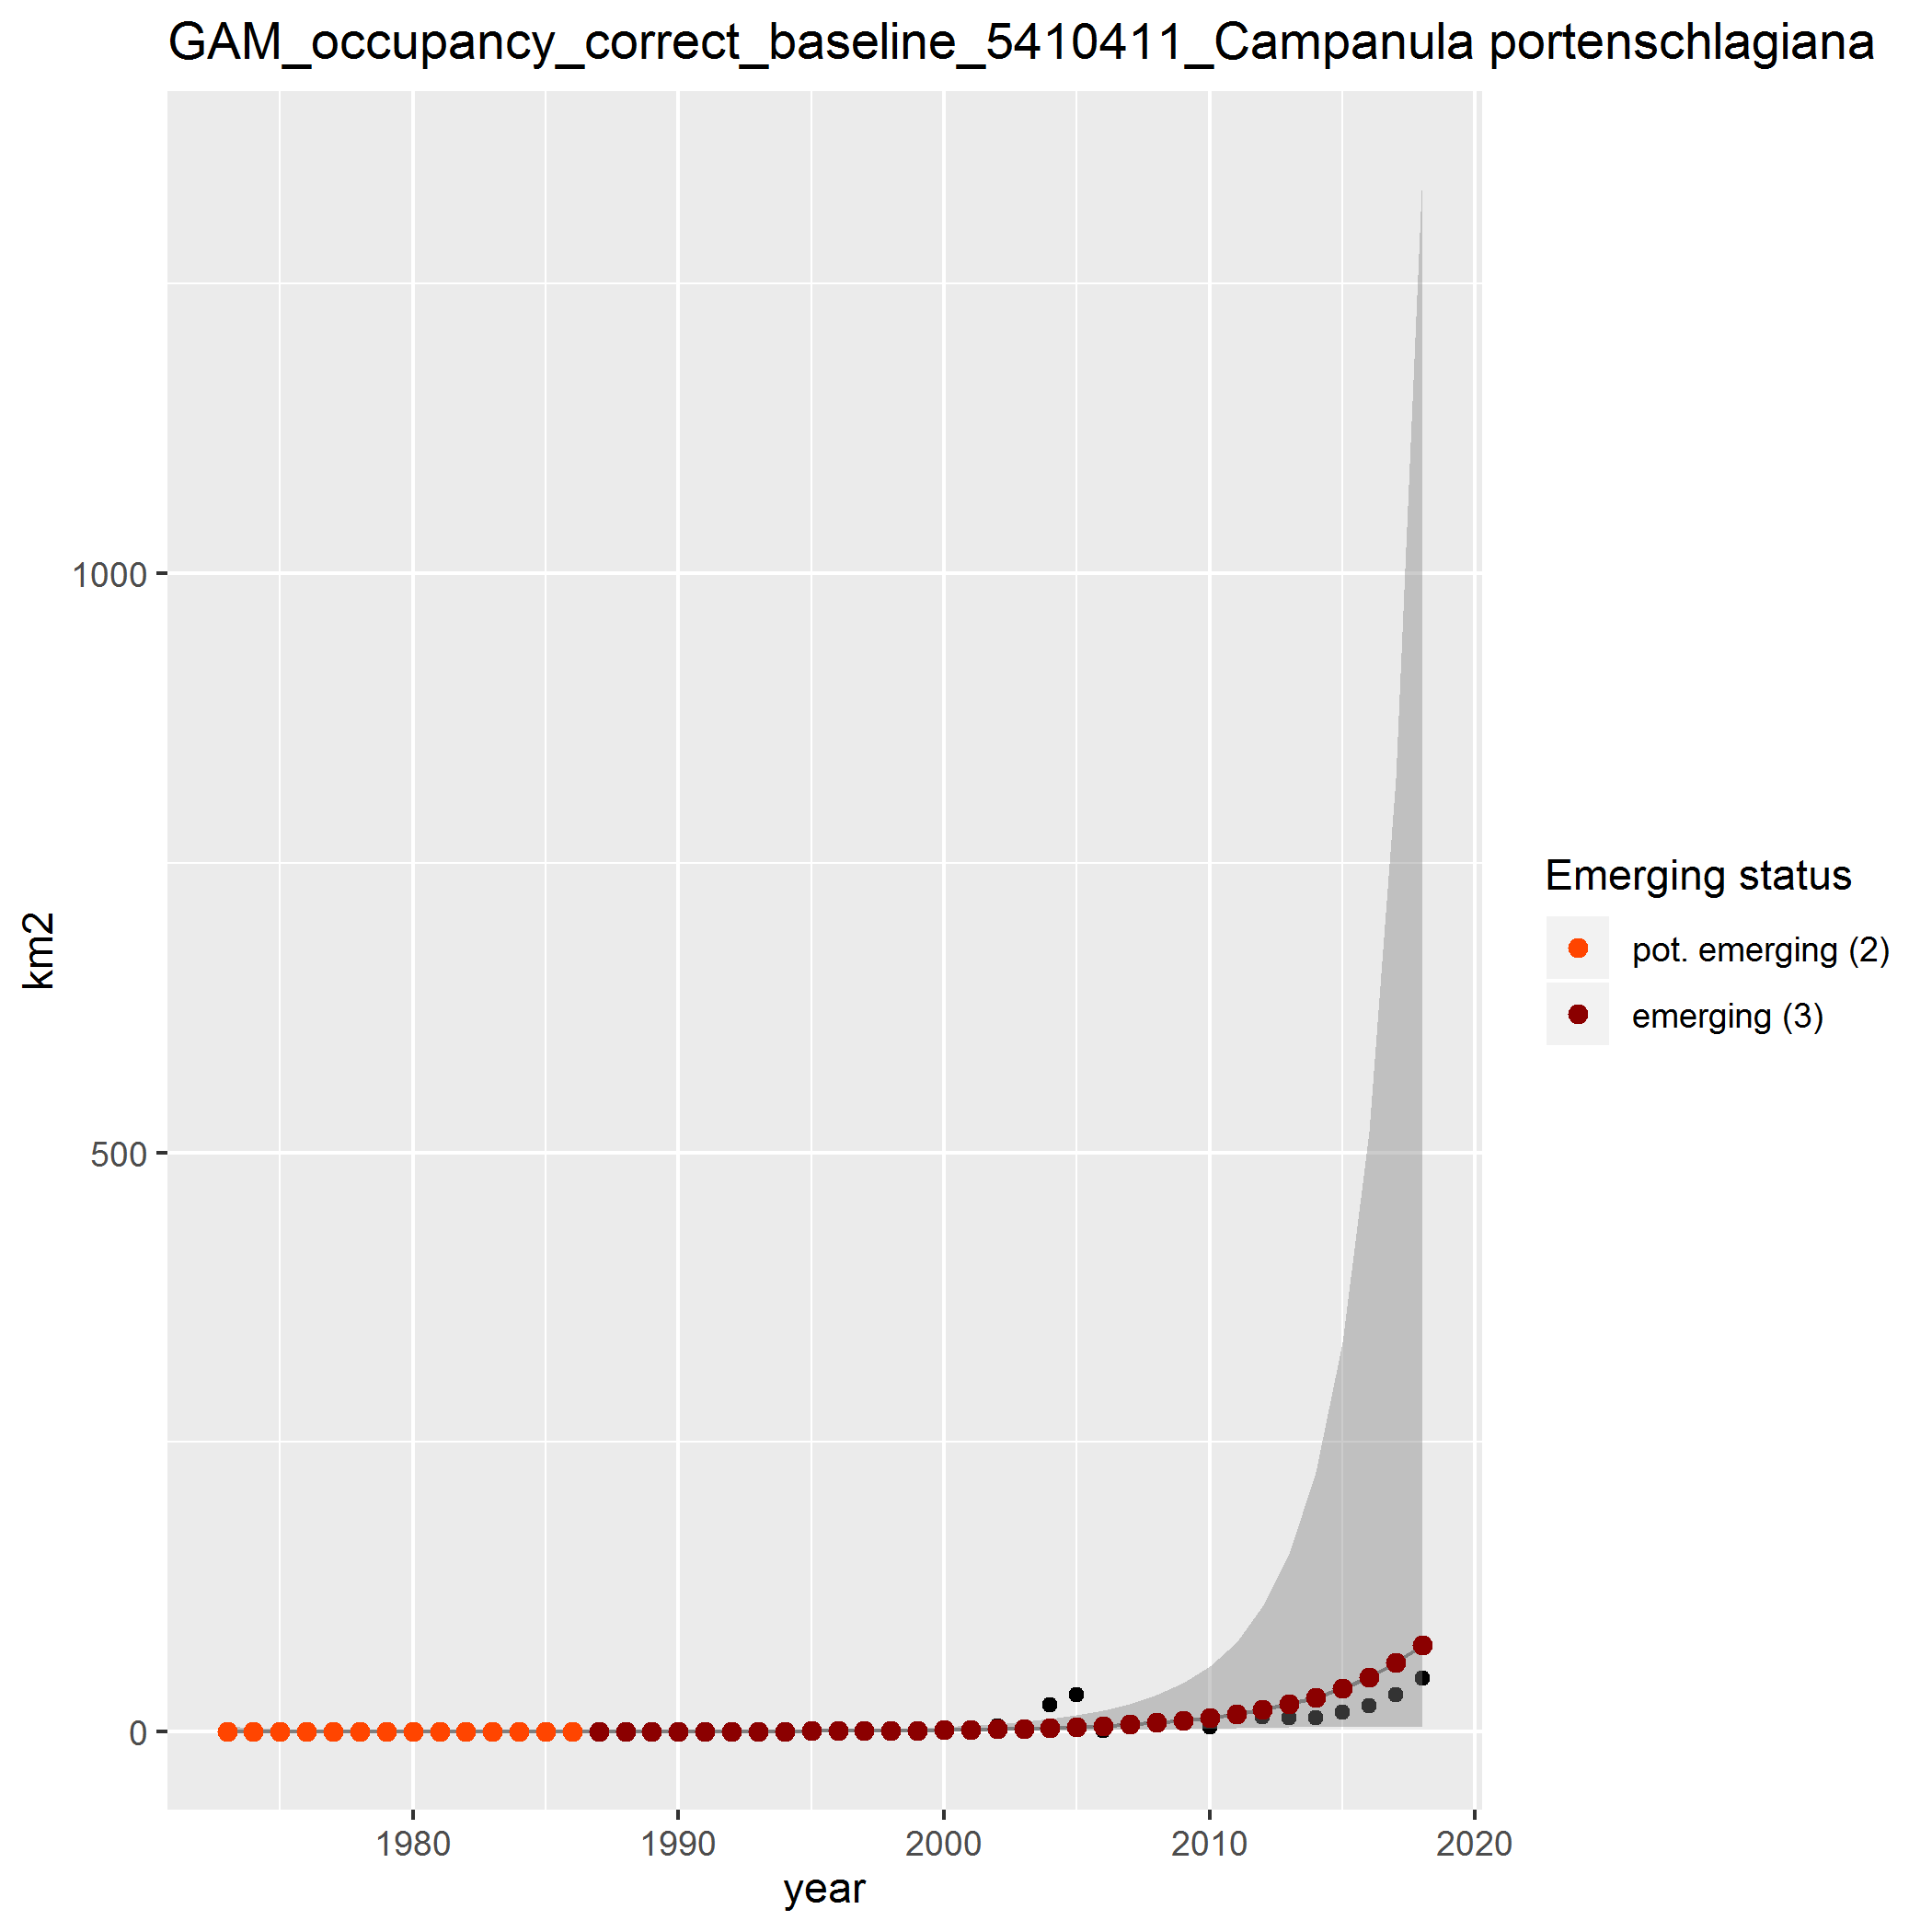 GAM_occupancy_correct_baseline_5410411_Campanula portenschlagiana
km2
1000
500
0
1980
1990
2000
2010
2020
year
Emerging status
pot. emerging (2)
emerging (3)